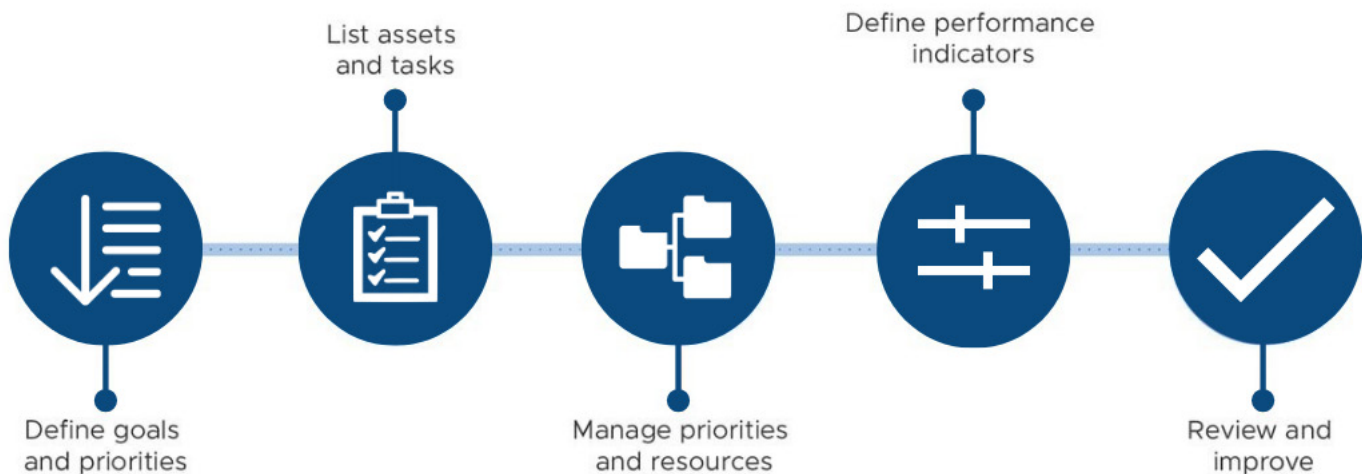 Define goals
and priorities
List assets
and tasks
Manage priorities
and resources
Define performance
indicators
Review and
improve